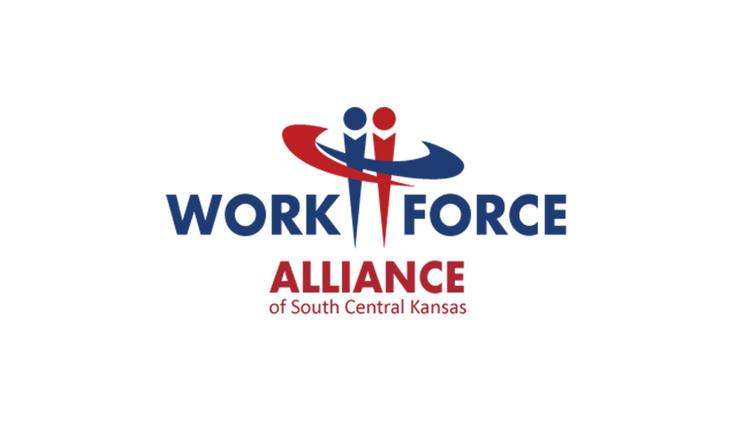 WORK FORCE
ALLIANCE
of South Central Kansas